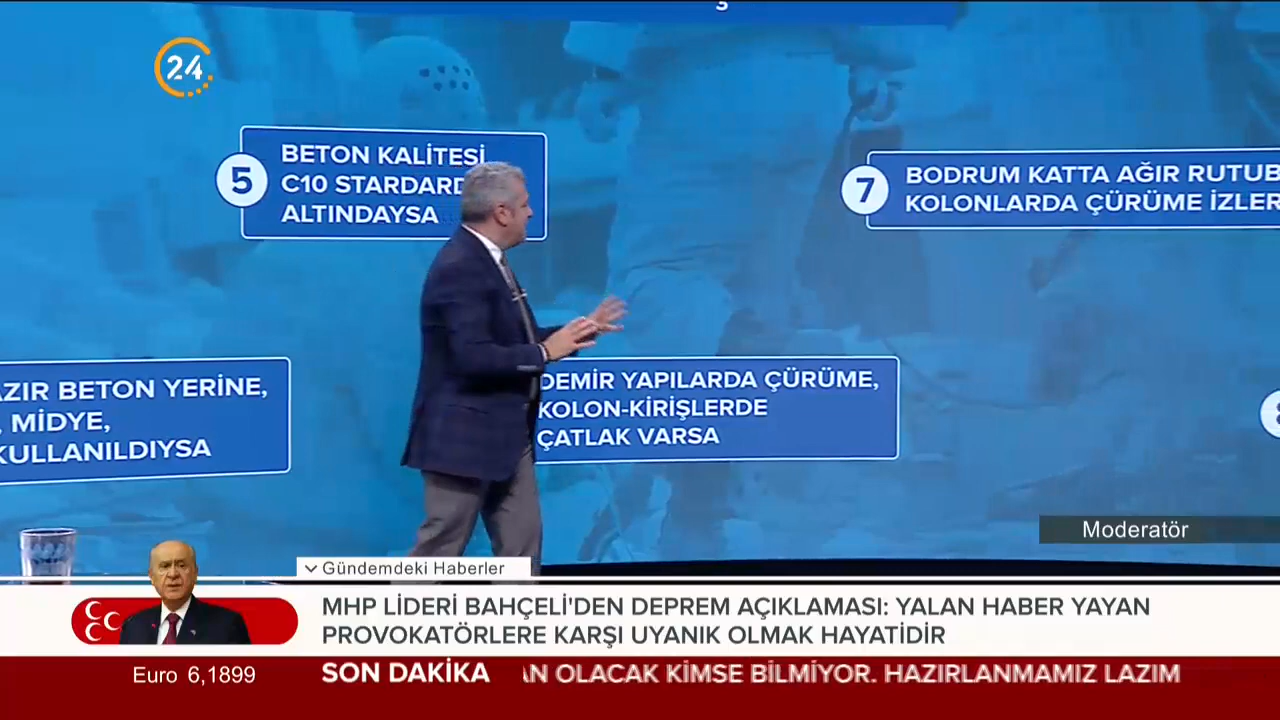 24
5
BETON KALİTESİ
C10 STARDARD
ALTINDAYSA
7
BODRUM KATTA AĞIR RUTUB
KOLONLARDA ÇÜRÜME İZLER
AZIR BETON YERİNE,
, MİDYE,
KULLANILDIYSA
DEMİR YAPILARDA ÇÜRÜME,
KOLON-KİRİŞLERDE
ÇATLAK VARSA
Moderatör
Gündemdeki Haberler
MHP LİDERİ BAHÇELİ'DEN DEPREM AÇIKLAMASI: YALAN HABER YAYAN
PROVOKATÖRLERE KARŞI UYANIK OLMAK HAYATİDİR
Euro 6,1899
SON DAKİKA
AN OLACAK KİMSE BİLMİYOR. HAZIRLANMAMIZ LAZIM